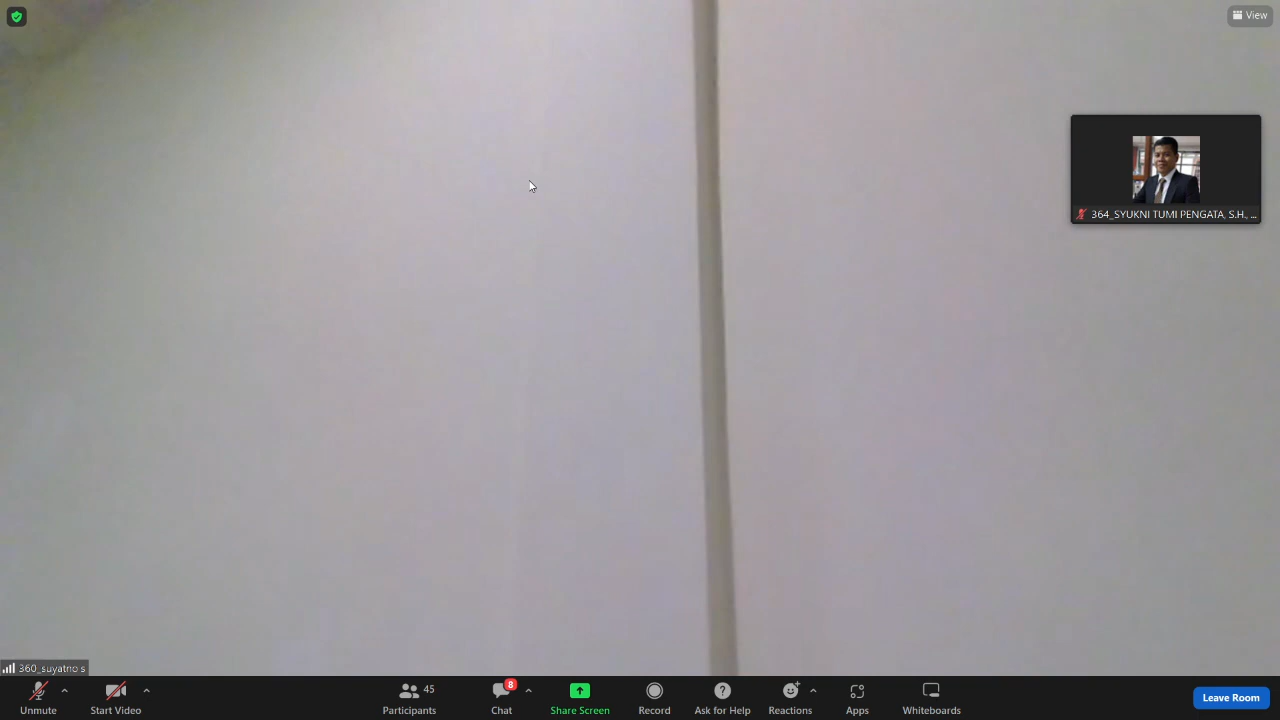 View
364_SYUKNI TUMI PENGATA, S.H., ...
360_suyatno s
Unmute
Start Video
Participants
45
Chat
8
Share Screen
Record
Ask for Help
Reactions
Apps
Whiteboards
Leave Room